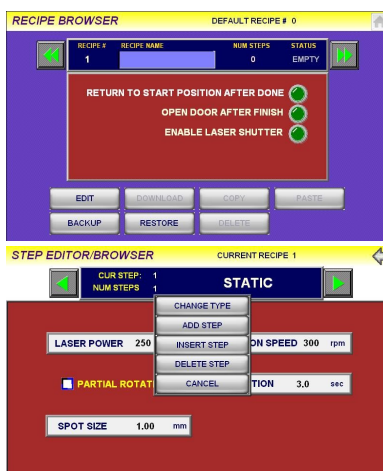 RECIPE BROWSER DEFAULT RECIPE # 0
RECIPE # RECIPE NAME NUM STEPS STATUS
1 0 EMPTY
RETURN TO START POSITION AFTER DONE
OPEN DOOR AFTER FINISH
ENABLE LASER SHUTTER
EDIT DOWNLOAD COPY PASTE
BACKUP RESTORE DELETE
STEP EDITOR/BROWSER CURRENT RECIPE 1
CUR STEP: 1
NUM STEPS 1
STATIC
CHANGE TYPE
ADD STEP
LASER POWER 250 INSERT STEP ON SPEED 300 rpm
DELETE STEP
PARTIAL ROTATI CANCEL TION 3.0 sec
SPOT SIZE 1.00 mm